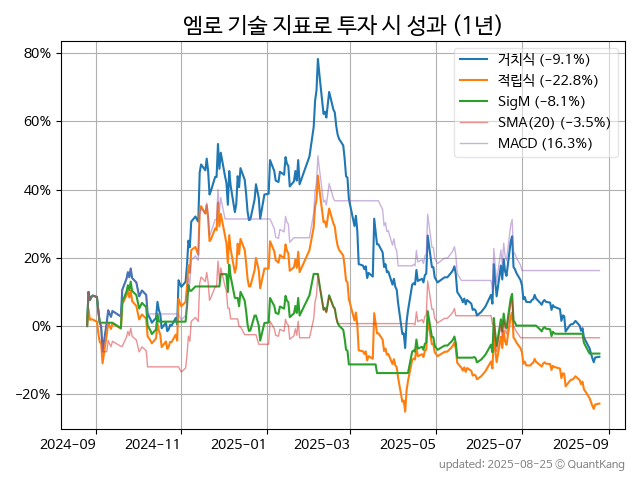 엠로 기술 지표로 투자 시 성과 (1년)
80%
60%
40%
20%
0%
−20%
거치식 (−9.1%)
적립식 (−22.8%)
SigM (−8.1%)
SMA(20) (−3.5%)
MACD (16.3%)
2024-09
2024-11
2025-01
2025-03
2025-05
2025-07
2025-09
updated: 2025-08-25 © QuantKang